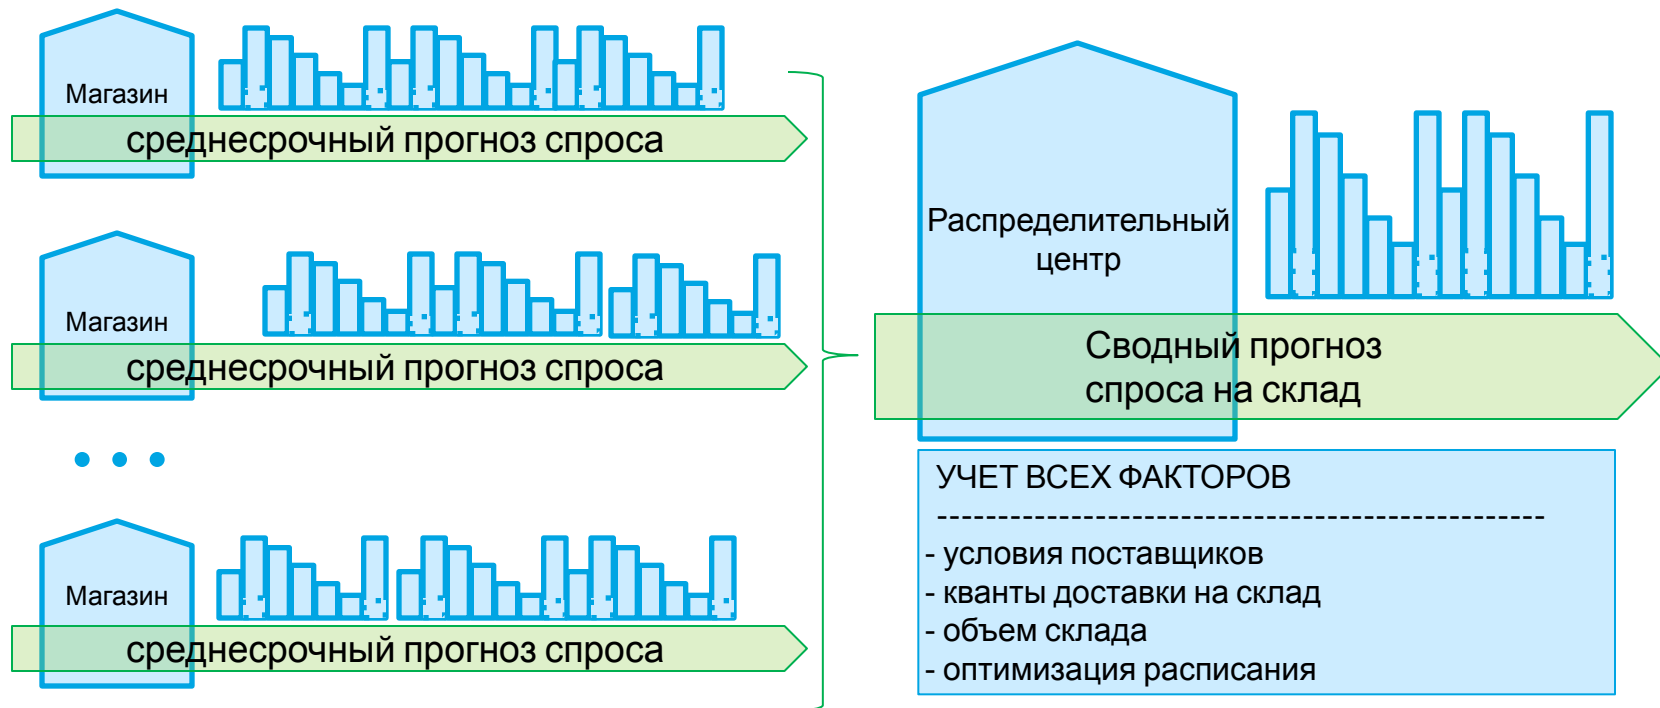 Магазин
среднесрочный прогноз спроса
Магазин
среднесрочный прогноз спроса
Магазин
среднесрочный прогноз спроса
Распределительный
центр
Сводный прогноз
спроса на склад
УЧЕТ ВСЕХ ФАКТОРОВ
--------------------------------------------------
- условия поставщиков
- кванты доставки на склад
- объем склада
- оптимизация расписания